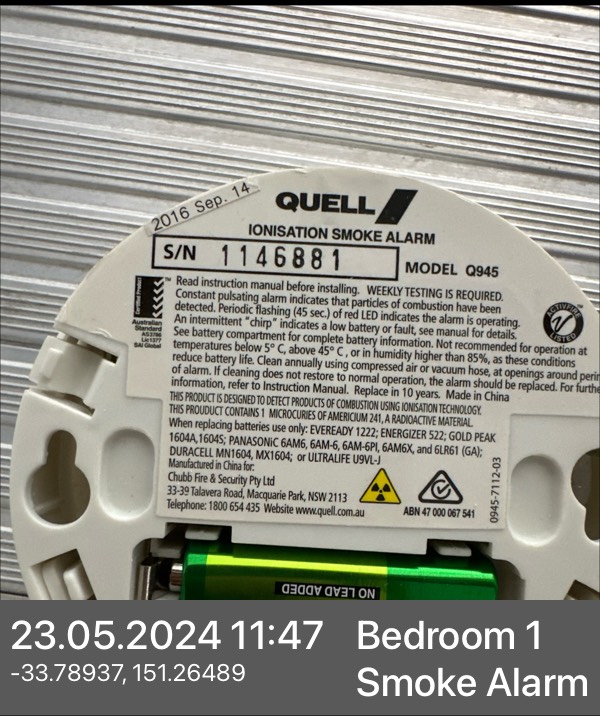 2016 Sep. 14
QUELL
IONISATION SMOKE ALARM
S/N 1146881
MODEL Q945
Certified Product
Australian
Standard
AS3786
Lic1377
SAI Global
™ Read instruction manual before installing. WEEKLY TESTING IS REQUIRED.
Constant pulsating alarm indicates that particles of combustion have been
detected. Periodic flashing (45 sec.) of red LED indicates the alarm is operating.
An intermittent "chirp" indicates a low battery or fault, see manual for details.
See battery compartment for complete battery information. Not recommended for operation at
temperatures below 5° C, above 45° C, or in humidity higher than 85%, as these conditions
reduce battery life. Clean annually using compressed air or vacuum hose, at openings around perim
of alarm. If cleaning does not restore to normal operation, the alarm should be replaced. For furthe
information, refer to Instruction Manual. Replace in 10 years. Made in China
THIS PRODUCT IS DESIGNED TO DETECT PRODUCTS OF COMBUSTION USING IONISATION TECHNOLOGY.
THIS PRODUCT CONTAINS 1 MICROCURIES OF AMERICIUM 241, A RADIOACTIVE MATERIAL.
When replacing batteries use only: EVEREADY 1222; ENERGIZER 522; GOLD PEAK
1604A,1604S; PANASONiC 6AM6, 6AM-6, 6AM-6PI, 6AM6X, and 6LR61 (GA);
DURACELL MN1604, MX1604; or ULTRALIFE U9VL-J
Manufactured in China for:
Chubb Fire & Security Pty Ltd
33-39 Talavera Road, Macquarie Park, NSW 2113
Telephone: 1800 654 435 Website www.quell.com.au
ABN 47 000 067 541
0945-7112-03
ACTIVFIRE
LISTED
NO LEAD ADDED
23.05.2024 11:47
-33.78937, 151.26489
Bedroom 1
Smoke Alarm